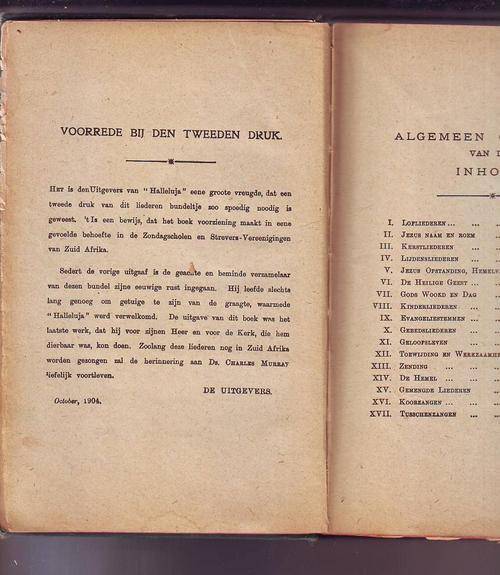 VOORREDE BIJ DEN TWEEDEN DRUK.
HET is den Uitgevers van "Halleluja" eene groote vreugde, dat een
tweede druk van dit liederen bundeltje zoo spoedig noodig is
geweest. 't Is een bewijs, dat het boek voorziening maakt in eene
gevoelde behoefte in de Zondagscholen en Strevers-Vereenigingen
van Zuid Afrika.
Sedert de vorige uitgaaf is de geachte en beminde verzamelaar
van dezen bundel zijne eeuwige rust ingegaan. Hij leefde slechts
lang genoeg om getuige te zijn van de graagte, waarmede
"Halleluja" werd verwelkomd. De uitgave van dit boek was het
laatste werk, dat hij voor zijnen Heer en voor de Kerk, die hem
dierbaar was, kon doen. Zoolang deze liederen nog in Zuid Afrika
worden gezongen zal de herinnering aan DS. CHARLES MURRAY
liefelijk voortleven.
DE UITGEVERS.
October, 1904.
ALGEMEEN
VAN D
INHO
I. LOFLIEDEREN ... ...
II. JEZUS NAAM EN ROEM ...
III. KERSTLIEDEREN ...
IV. LIJDENSLIEDEREN ...
V. JEZUS OPSTANDING, HEMELV
VI. DE HEILIGE GEEST ... ...
VII. GODS WOORD EN DAG
VIII. KINDERLIEDEREN ...
IX. EVANGELIESTEMMEN ...
X. GEBEDSLIEDEREN ...
XI. GELOOFSLEVEN ...
XII. TOEWIJDING EN WERKZAAMHE
XIII. ZENDING ... ...
XIV. DE HEMEL ... ...
XV. GEMENGDE LIEDEREN ...
XVI. KOORZANGEN ... ...
XVII. TUSSCHENZANGEN ...